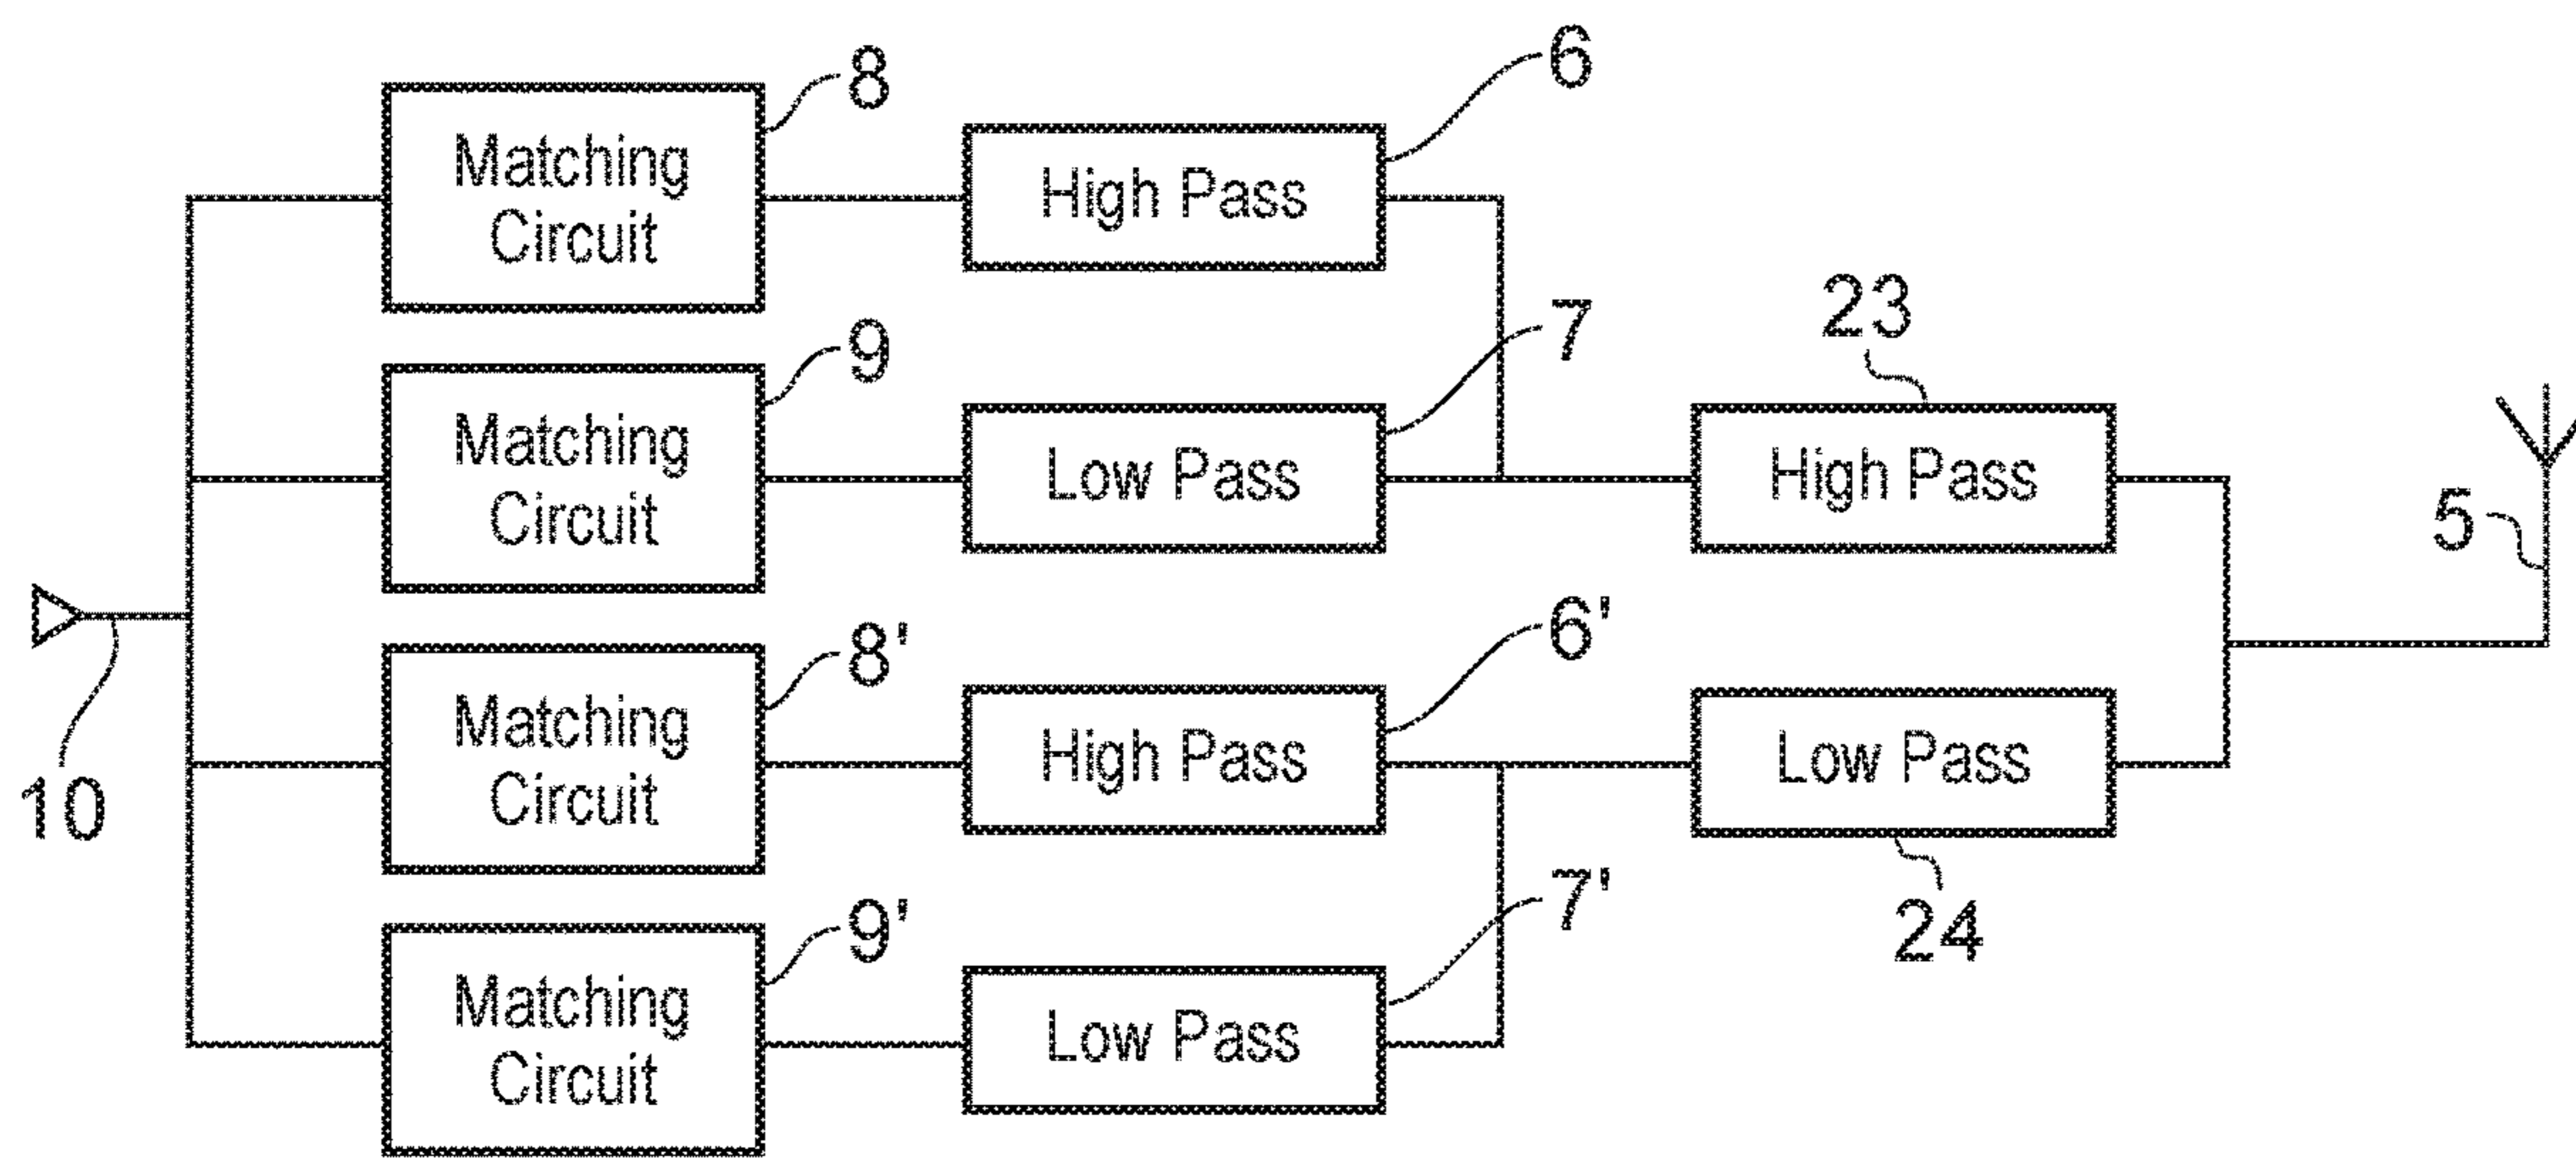 8
Matching
Circuit
6
High Pass
9
Matching
Circuit
7
Low Pass
23
High Pass
5
10
8'
Matching
Circuit
6'
High Pass
Low Pass
24
9'
Matching
Circuit
7'
Low Pass